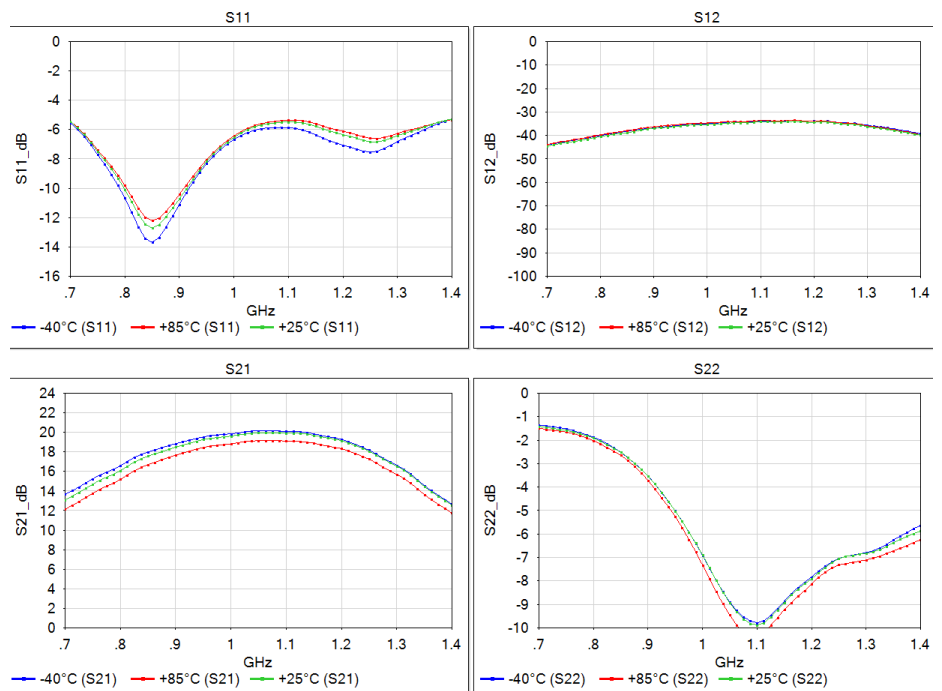 S11
0
-2
-4
-6
-8
-10
-12
-14
-16
S11_dB
.7 .8 .9 1 1.1 1.2 1.3 1.4
GHz
-40°C (S11) +85°C (S11) +25°C (S11)
S12
0
-10
-20
-30
-40
-50
-60
-70
-80
-90
-100
S12_dB
.7 .8 .9 1 1.1 1.2 1.3 1.4
GHz
-40°C (S12) +85°C (S12) +25°C (S12)
S21
24
22
20
18
16
14
12
10
8
6
4
2
0
S21_dB
.7 .8 .9 1 1.1 1.2 1.3 1.4
GHz
-40°C (S21) +85°C (S21) +25°C (S21)
S22
0
-1
-2
-3
-4
-5
-6
-7
-8
-9
-10
S22_dB
.7 .8 .9 1 1.1 1.2 1.3 1.4
GHz
-40°C (S22) +85°C (S22) +25°C (S22)